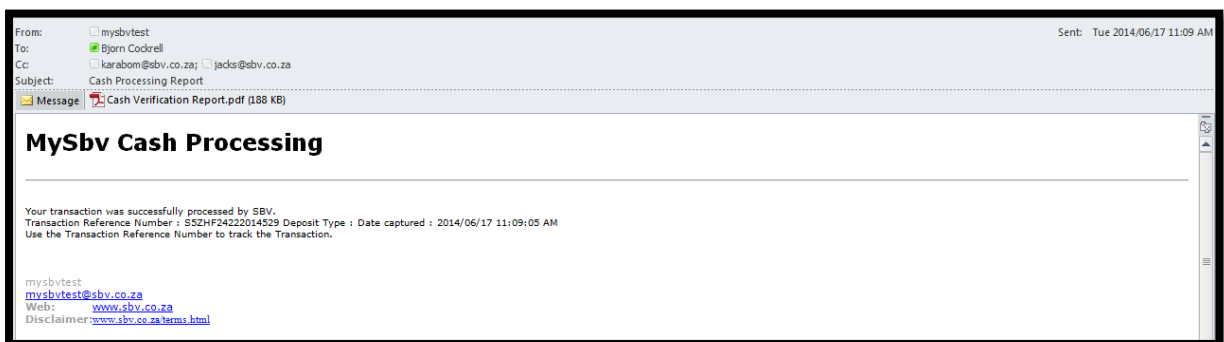 From: mysbvtest Sent: Tue 2014/06/17 11:09 AM
To: Bjorn Cockrell
Cc: karabom@sbv.co.za; jacks@sbv.co.za
Subject: Cash Processing Report
Message Cash Verification Report.pdf (188 KB)
MySbv Cash Processing
Your transaction was successfully processed by SBV.
Transaction Reference Number : S5ZHF24222014529 Deposit Type : Date captured : 2014/06/17 11:09:05 AM
Use the Transaction Reference Number to track the Transaction.
mysbvtest
mysbvtest@sbv.co.za
Web: www.sbv.co.za
Disclaimer:www.sbv.co.za/terms.html